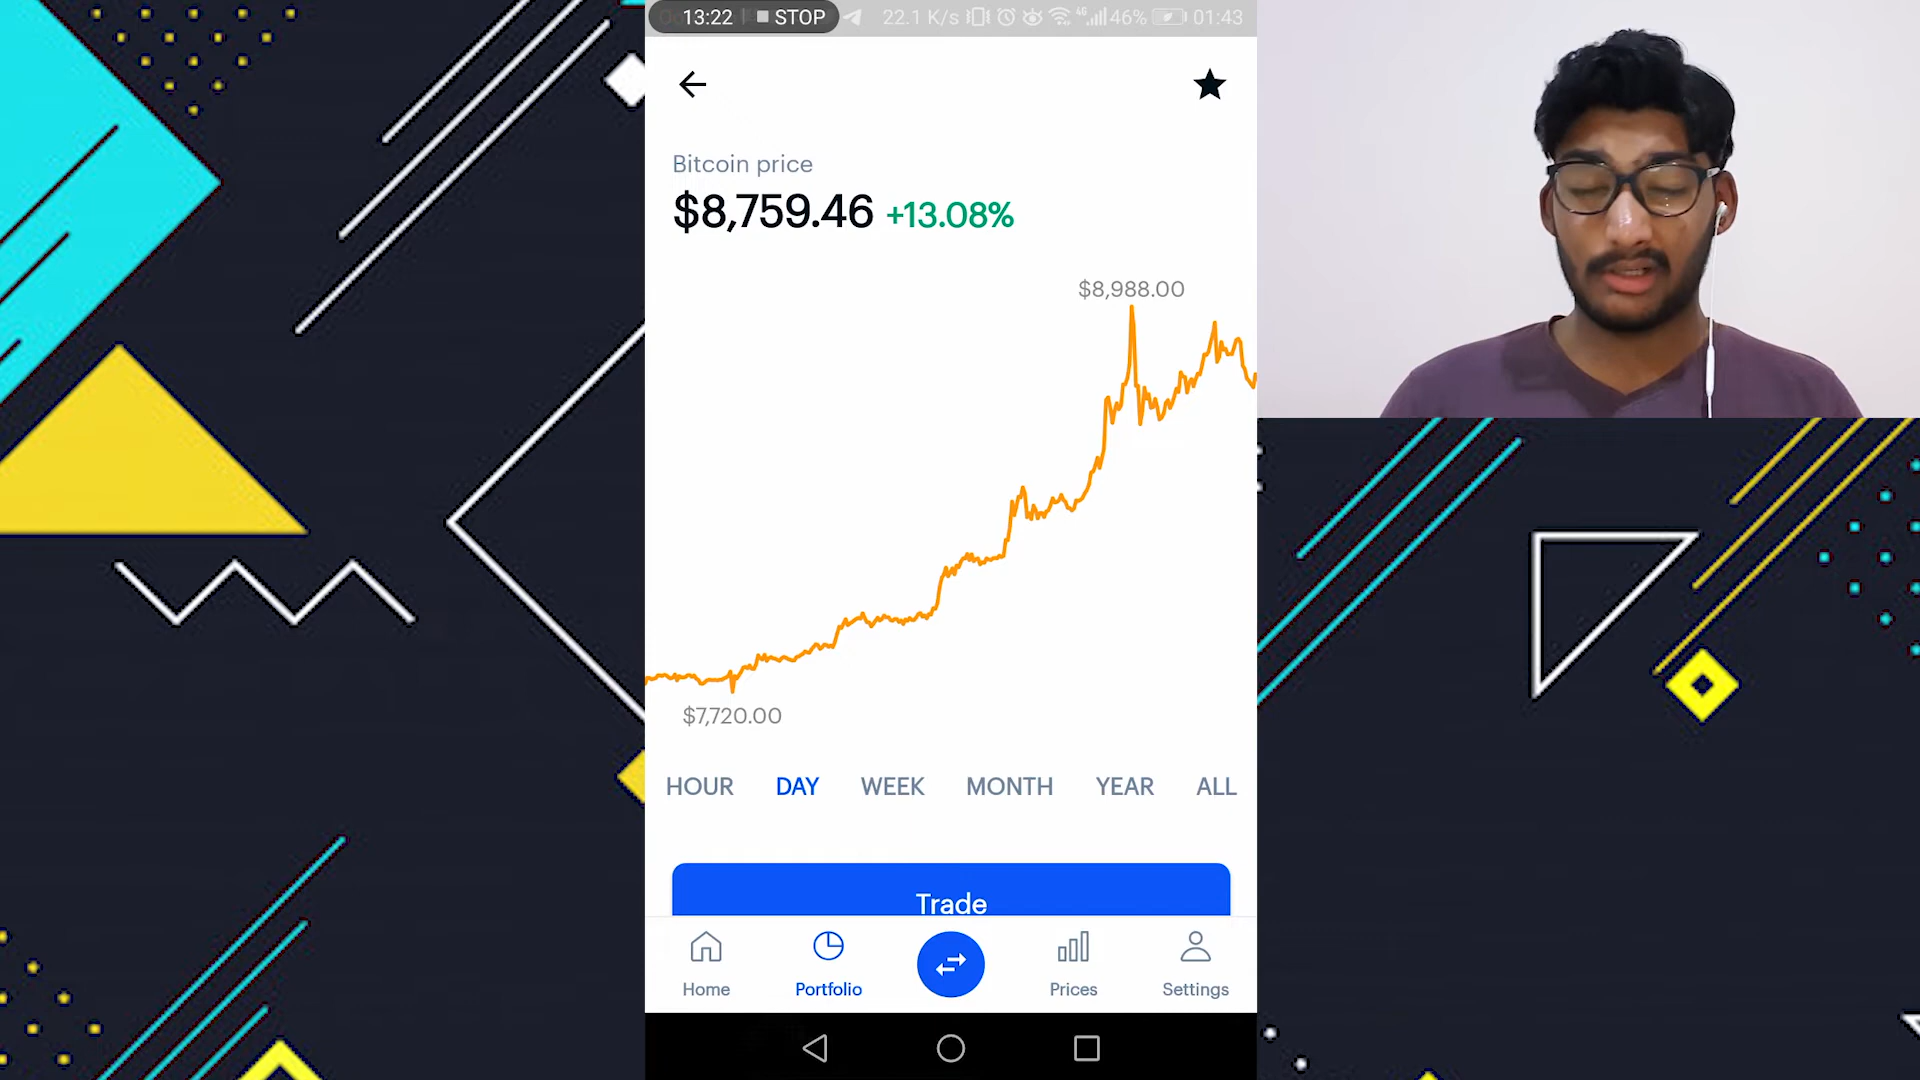 13:22 STOP 22.1 K/s 4G 46% 01:43
Bitcoin price
$8,759.46 +13.08%
$8,988.00
$7,720.00
HOUR DAY WEEK MONTH YEAR ALL
Trade
Home Portfolio Prices Settings